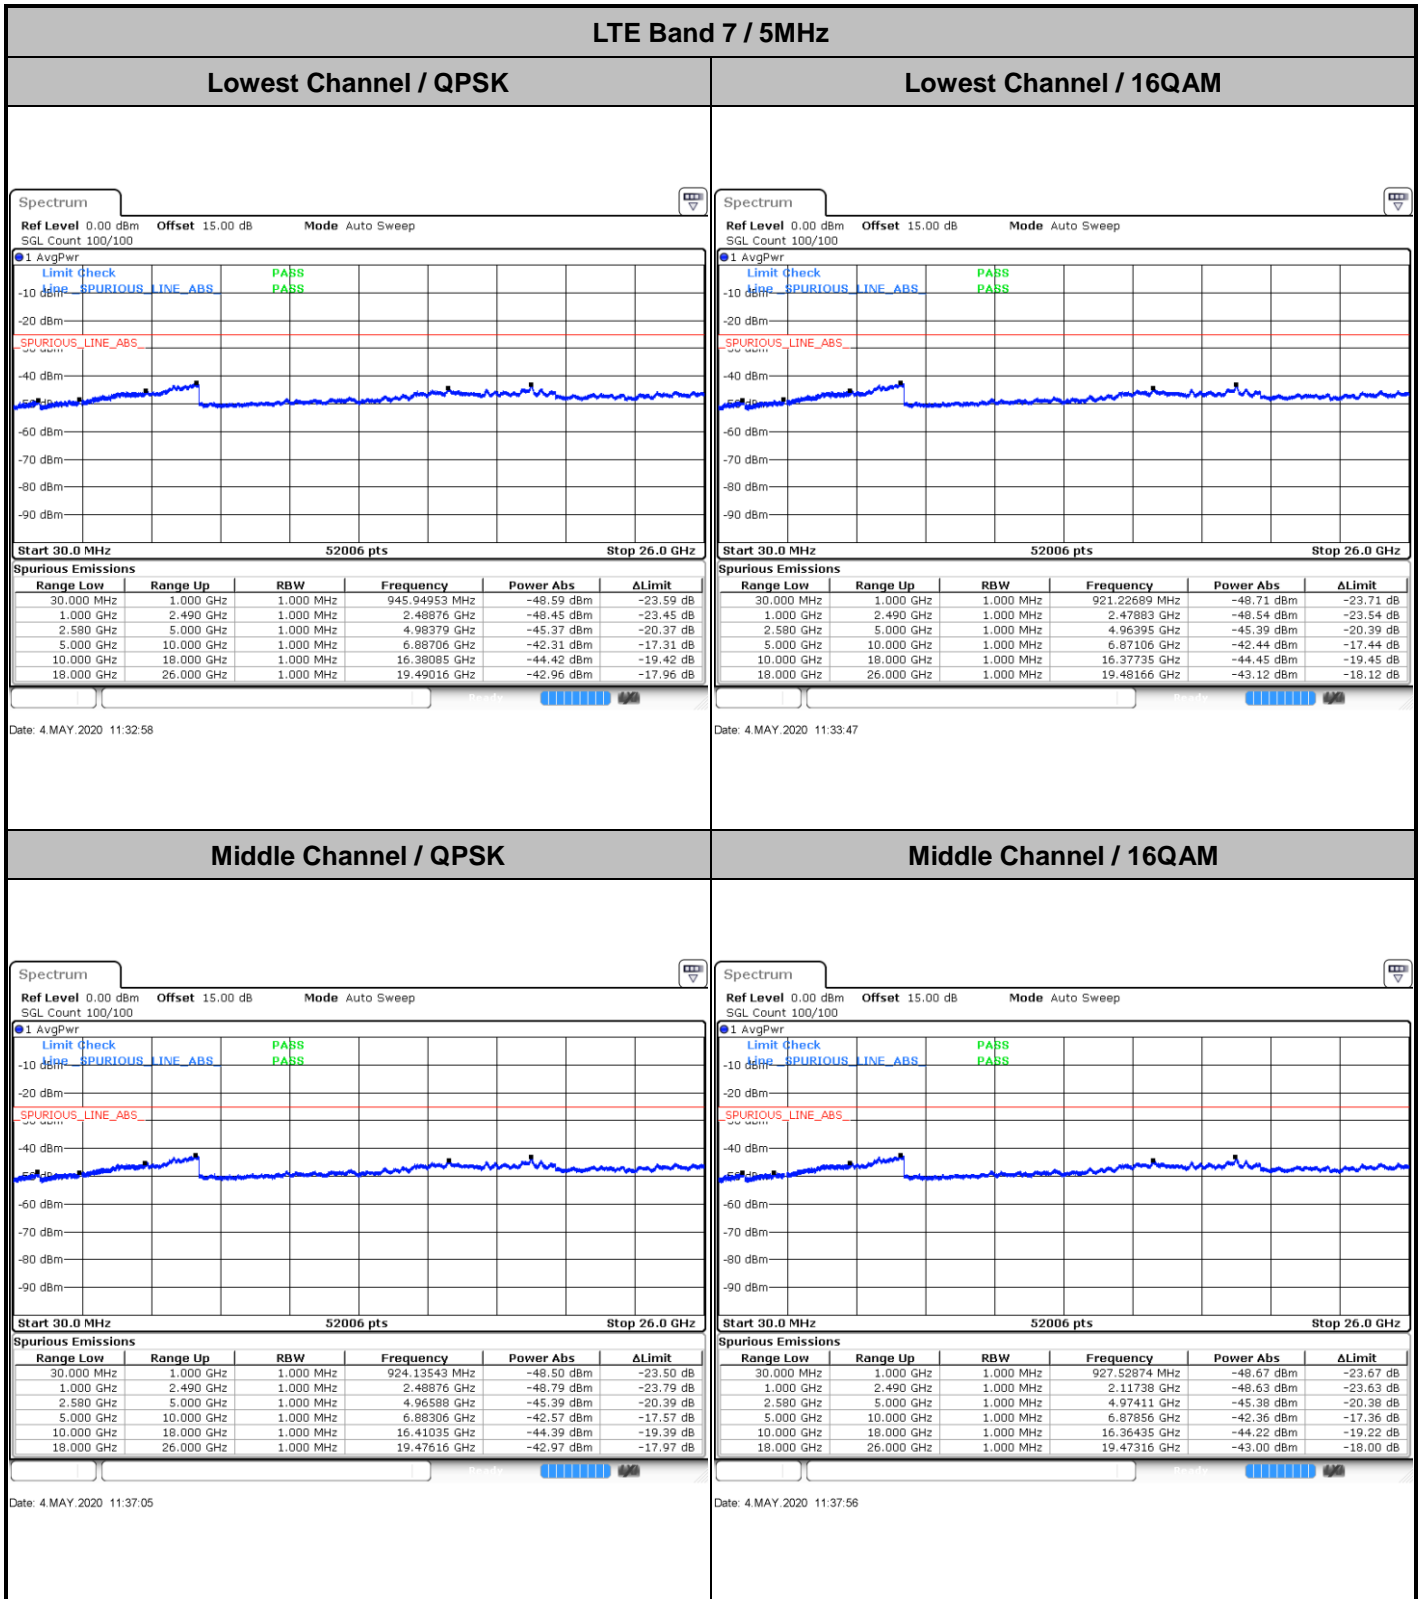 LTE Band 7 / 5MHz
Lowest Channel / QPSK
Lowest Channel / 16QAM
Spectrum
Ref Level 0.00 dBm Offset 15.00 dB Mode Auto Sweep
SGL Count 100/100
1 AvgPwr
Limit Check PASS
Line _SPURIOUS_LINE_ABS_ PASS
-10 dBm
-20 dBm
_SPURIOUS_LINE_ABS_
-40 dBm
-60 dBm
-70 dBm
-80 dBm
-90 dBm
Start 30.0 MHz 52006 pts Stop 26.0 GHz
Spurious Emissions
Range Low Range Up RBW Frequency Power Abs ΔLimit
30.000 MHz 1.000 GHz 1.000 MHz 945.94953 MHz -48.59 dBm -23.59 dB
1.000 GHz 2.490 GHz 1.000 MHz 2.48876 GHz -48.45 dBm -23.45 dB
2.580 GHz 5.000 GHz 1.000 MHz 4.98379 GHz -45.37 dBm -20.37 dB
5.000 GHz 10.000 GHz 1.000 MHz 6.88706 GHz -42.31 dBm -17.31 dB
10.000 GHz 18.000 GHz 1.000 MHz 16.38085 GHz -44.42 dBm -19.42 dB
18.000 GHz 26.000 GHz 1.000 MHz 19.49016 GHz -42.96 dBm -17.96 dB
Date: 4.MAY.2020 11:32:58
Spectrum
Ref Level 0.00 dBm Offset 15.00 dB Mode Auto Sweep
SGL Count 100/100
1 AvgPwr
Limit Check PASS
Line _SPURIOUS_LINE_ABS_ PASS
-10 dBm
-20 dBm
_SPURIOUS_LINE_ABS_
-40 dBm
-60 dBm
-70 dBm
-80 dBm
-90 dBm
Start 30.0 MHz 52006 pts Stop 26.0 GHz
Spurious Emissions
Range Low Range Up RBW Frequency Power Abs ΔLimit
30.000 MHz 1.000 GHz 1.000 MHz 921.22689 MHz -48.71 dBm -23.71 dB
1.000 GHz 2.490 GHz 1.000 MHz 2.47883 GHz -48.54 dBm -23.54 dB
2.580 GHz 5.000 GHz 1.000 MHz 4.96395 GHz -45.39 dBm -20.39 dB
5.000 GHz 10.000 GHz 1.000 MHz 6.87106 GHz -42.44 dBm -17.44 dB
10.000 GHz 18.000 GHz 1.000 MHz 16.37735 GHz -44.45 dBm -19.45 dB
18.000 GHz 26.000 GHz 1.000 MHz 19.48166 GHz -43.12 dBm -18.12 dB
Date: 4.MAY.2020 11:33:47
Middle Channel / QPSK
Middle Channel / 16QAM
Spectrum
Ref Level 0.00 dBm Offset 15.00 dB Mode Auto Sweep
SGL Count 100/100
1 AvgPwr
Limit Check PASS
Line _SPURIOUS_LINE_ABS_ PASS
-10 dBm
-20 dBm
_SPURIOUS_LINE_ABS_
-40 dBm
-60 dBm
-70 dBm
-80 dBm
-90 dBm
Start 30.0 MHz 52006 pts Stop 26.0 GHz
Spurious Emissions
Range Low Range Up RBW Frequency Power Abs ΔLimit
30.000 MHz 1.000 GHz 1.000 MHz 924.13543 MHz -48.50 dBm -23.50 dB
1.000 GHz 2.490 GHz 1.000 MHz 2.48876 GHz -48.79 dBm -23.79 dB
2.580 GHz 5.000 GHz 1.000 MHz 4.96588 GHz -45.39 dBm -20.39 dB
5.000 GHz 10.000 GHz 1.000 MHz 6.88306 GHz -42.57 dBm -17.57 dB
10.000 GHz 18.000 GHz 1.000 MHz 16.41035 GHz -44.39 dBm -19.39 dB
18.000 GHz 26.000 GHz 1.000 MHz 19.47616 GHz -42.97 dBm -17.97 dB
Date: 4.MAY.2020 11:37:05
Spectrum
Ref Level 0.00 dBm Offset 15.00 dB Mode Auto Sweep
SGL Count 100/100
1 AvgPwr
Limit Check PASS
Line _SPURIOUS_LINE_ABS_ PASS
-10 dBm
-20 dBm
_SPURIOUS_LINE_ABS_
-40 dBm
-60 dBm
-70 dBm
-80 dBm
-90 dBm
Start 30.0 MHz 52006 pts Stop 26.0 GHz
Spurious Emissions
Range Low Range Up RBW Frequency Power Abs ΔLimit
30.000 MHz 1.000 GHz 1.000 MHz 927.52874 MHz -48.67 dBm -23.67 dB
1.000 GHz 2.490 GHz 1.000 MHz 2.11738 GHz -48.63 dBm -23.63 dB
2.580 GHz 5.000 GHz 1.000 MHz 4.97411 GHz -45.38 dBm -20.38 dB
5.000 GHz 10.000 GHz 1.000 MHz 6.87856 GHz -42.36 dBm -17.36 dB
10.000 GHz 18.000 GHz 1.000 MHz 16.36435 GHz -44.22 dBm -19.22 dB
18.000 GHz 26.000 GHz 1.000 MHz 19.47316 GHz -43.00 dBm -18.00 dB
Date: 4.MAY.2020 11:37:56